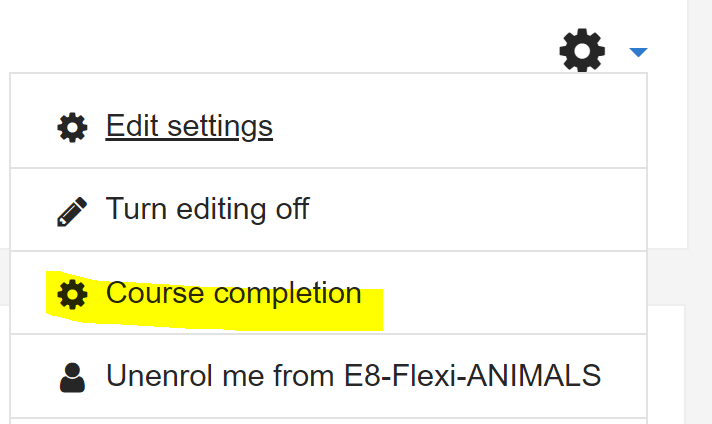 Edit settings
Turn editing off
Course completion
Unenrol me from E8-Flexi-ANIMALS